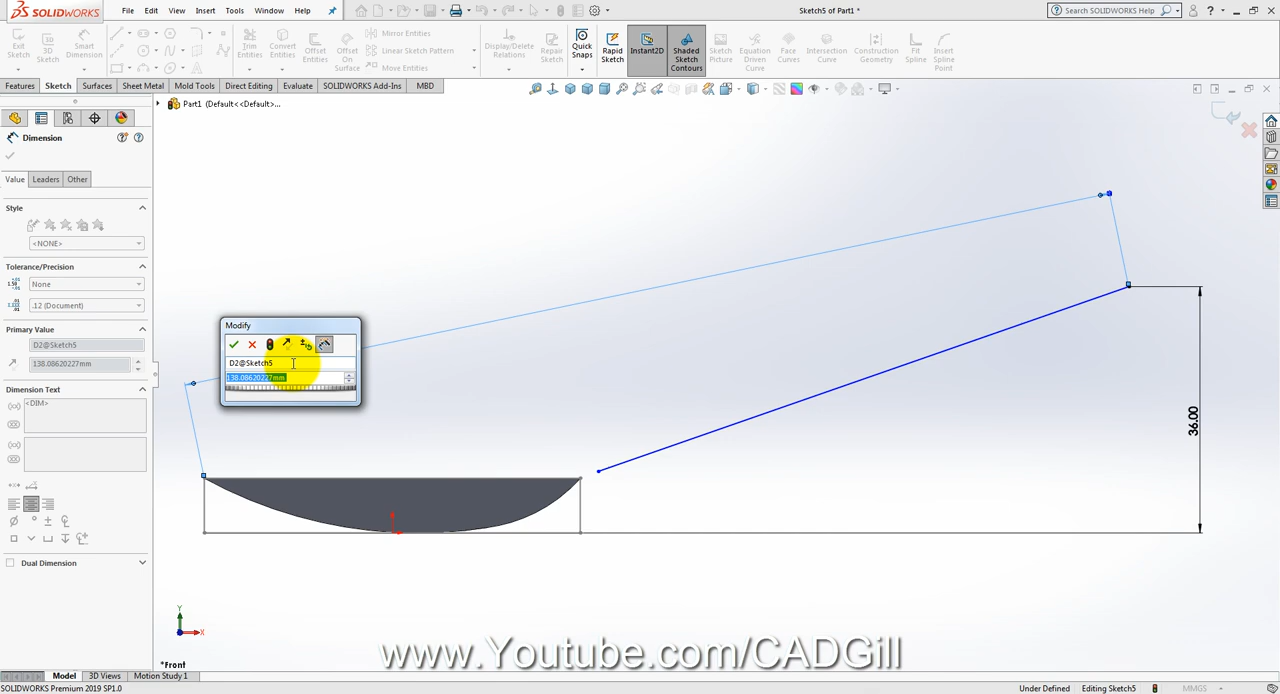 SOLIDWORKS File Edit View Insert Tools Window Help Sketch5 of Part1 * Search SOLIDWORKS Help
Exit Sketch 3D Sketch Smart Dimension Trim Entities Convert Entities Offset Entities Offset On Surface Mirror Entities Display/Delete Relations Repair Sketch Quick Snaps Rapid Sketch Instant2D Shaded Sketch Contours Sketch Picture Equation Driven Curve Face Curves Intersection Curve Construction Geometry Fit Spline Insert Spline Point
Linear Sketch Pattern
Move Entities
Features Sketch Surfaces Sheet Metal Mold Tools Direct Editing Evaluate SOLIDWORKS Add-Ins MBD
Part1 (Default<<Default>...
Dimension
Value Leaders Other
Style
<NONE>
Tolerance/Precision
None
.12 (Document)
Primary Value
D2@Sketch5
138.08620227mm
Dimension Text
<DIM>
Dual Dimension
Modify
D2@Sketch5
138.08620227mm
36.00
Y
X
*Front
www.Youtube.com/CADGill
Model 3D Views Motion Study 1
SOLIDWORKS Premium 2019 SP1.0 Under Defined Editing Sketch5 MMGS